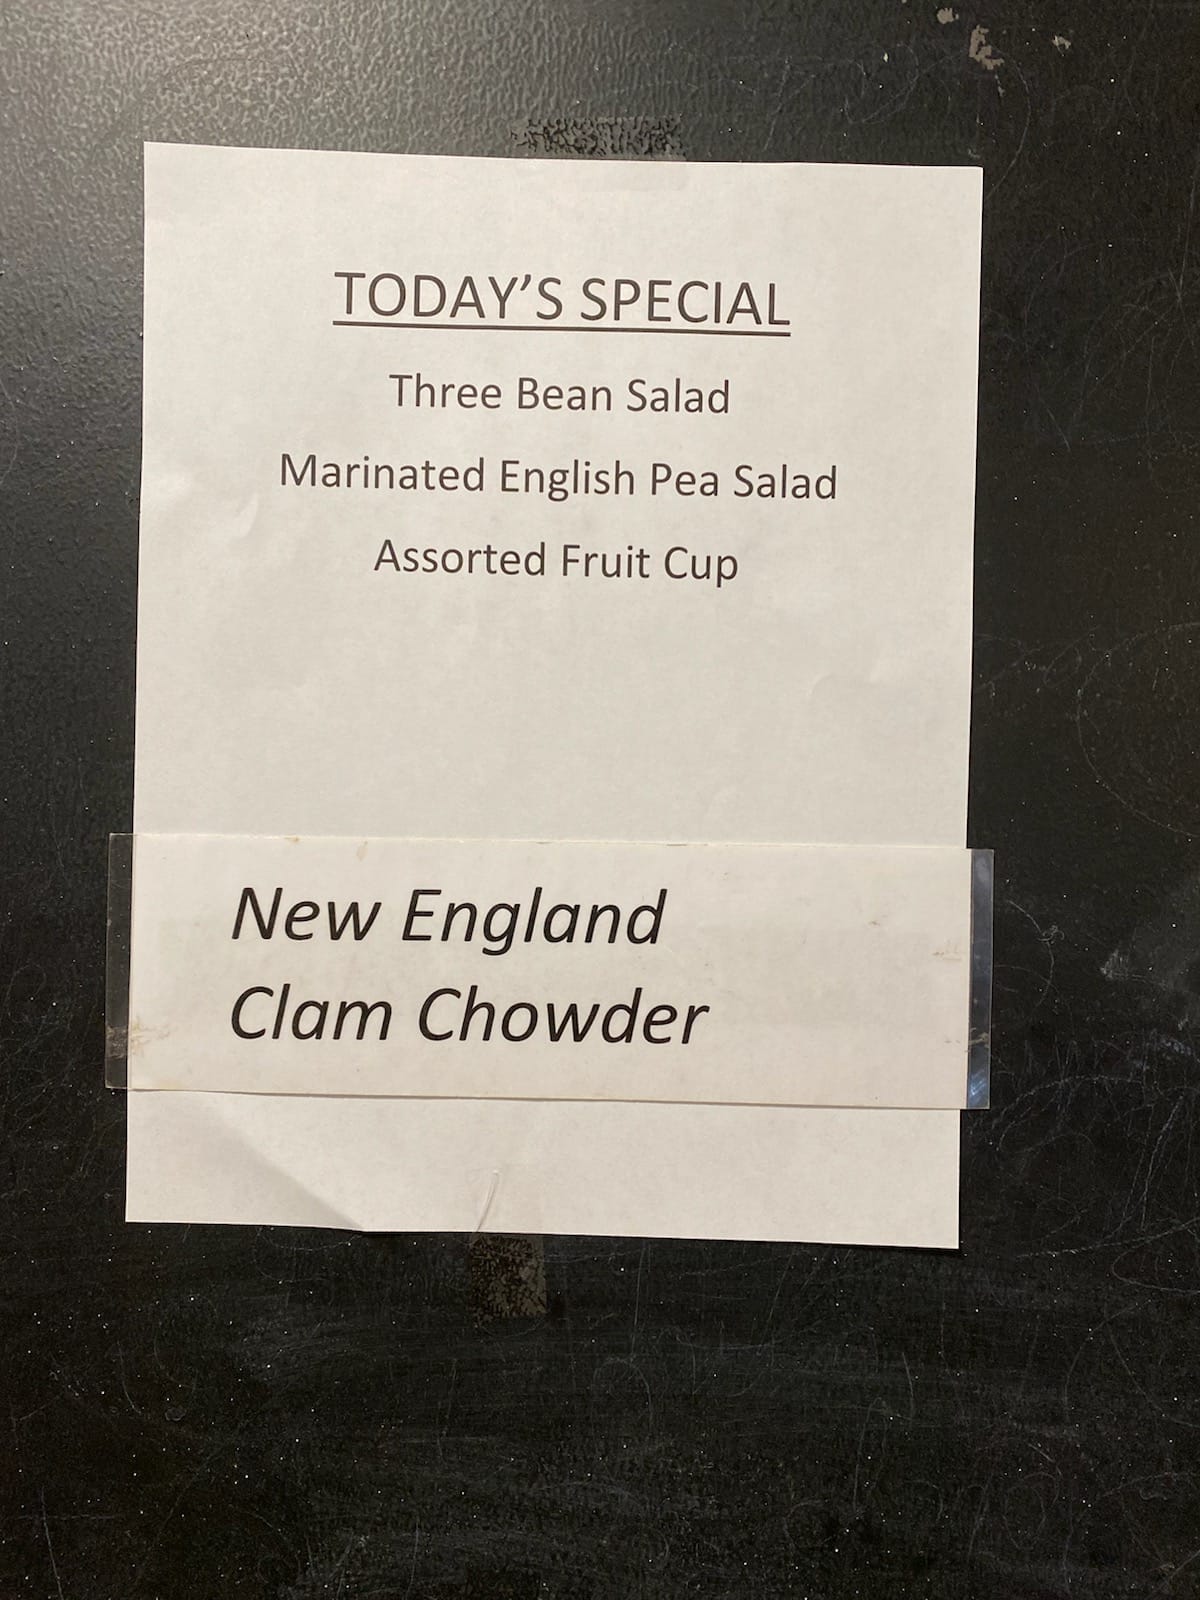 TODAY’S SPECIAL
Three Bean Salad
Marinated English Pea Salad
Assorted Fruit Cup
New England
Clam Chowder